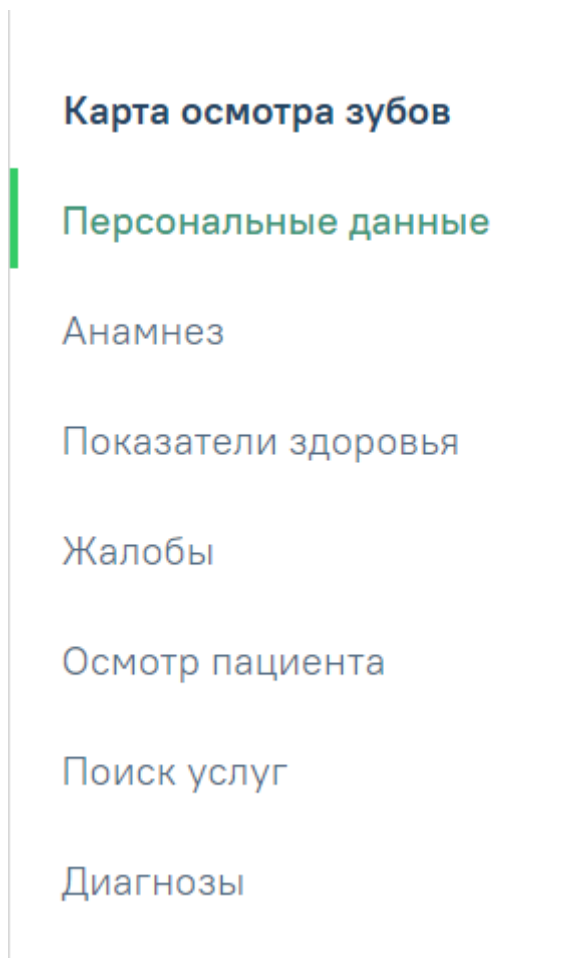 Карта осмотра зубов
Персональные данные
Анамнез
Показатели здоровья
Жалобы
Осмотр пациента
Поиск услуг
Диагнозы